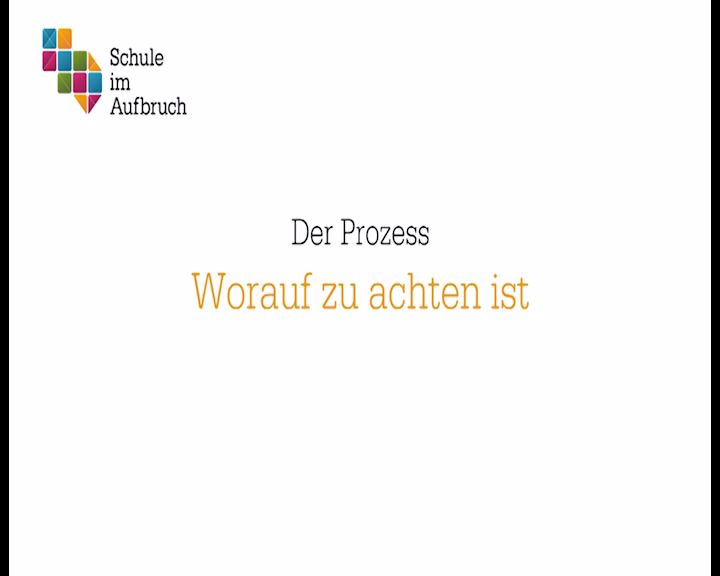 Schule
im
Aufbruch
Der Prozess
Worauf zu achten ist